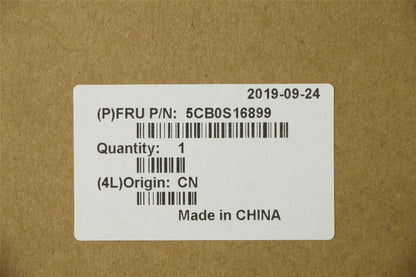 2019-09-24
(P)FRU P/N: 5CB0S16899
Quantity: 1
(4L)Origin: CN
Made in CHINA